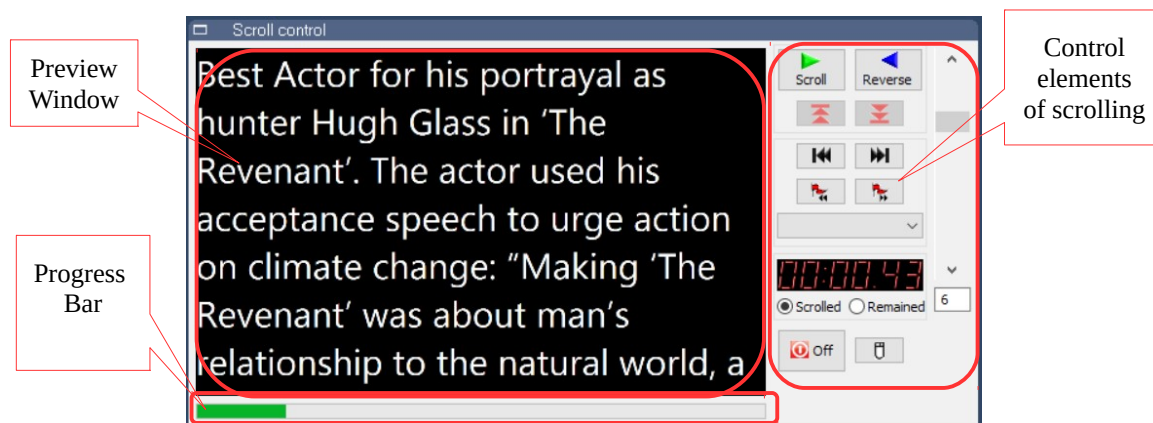 Scroll control
Preview
Window
Best Actor for his portrayal as
hunter Hugh Glass in ‘The
Revenant’. The actor used his
acceptance speech to urge action
on climate change: “Making ‘The
Revenant’ was about man’s
relationship to the natural world, a
Progress
Bar
Scroll
Reverse
00:00.43
Scrolled
Remained
6
Off
Control
elements
of scrolling